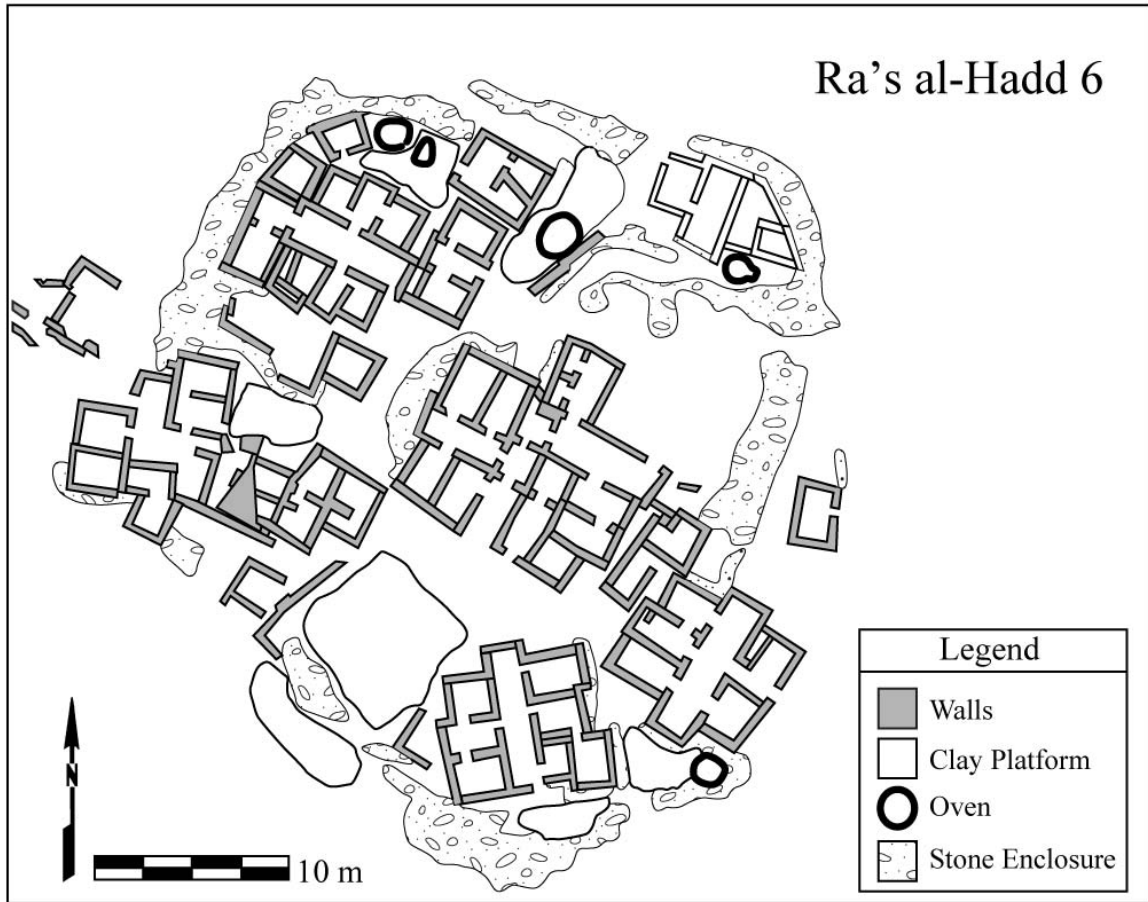 Ra's al-Hadd 6
Legend
Walls
Clay Platform
Oven
Stone Enclosure
N
10 m